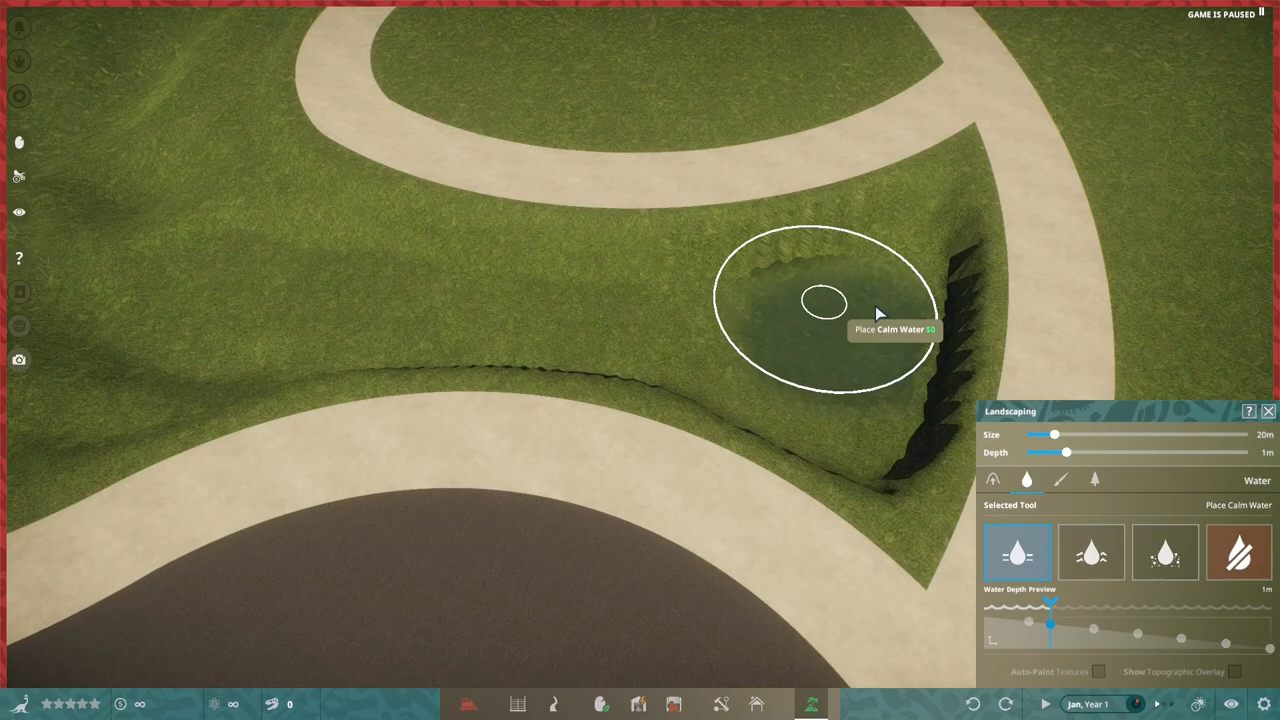 GAME IS PAUSED
?
Place Calm Water $0
Landscaping ?
Size 20m
Depth 1m
Water
Selected Tool Place Calm Water
Water Depth Preview 1m
Auto-Paint Textures Show Topographic Overlay
$ ∞ ∞ 0 Jan, Year 1